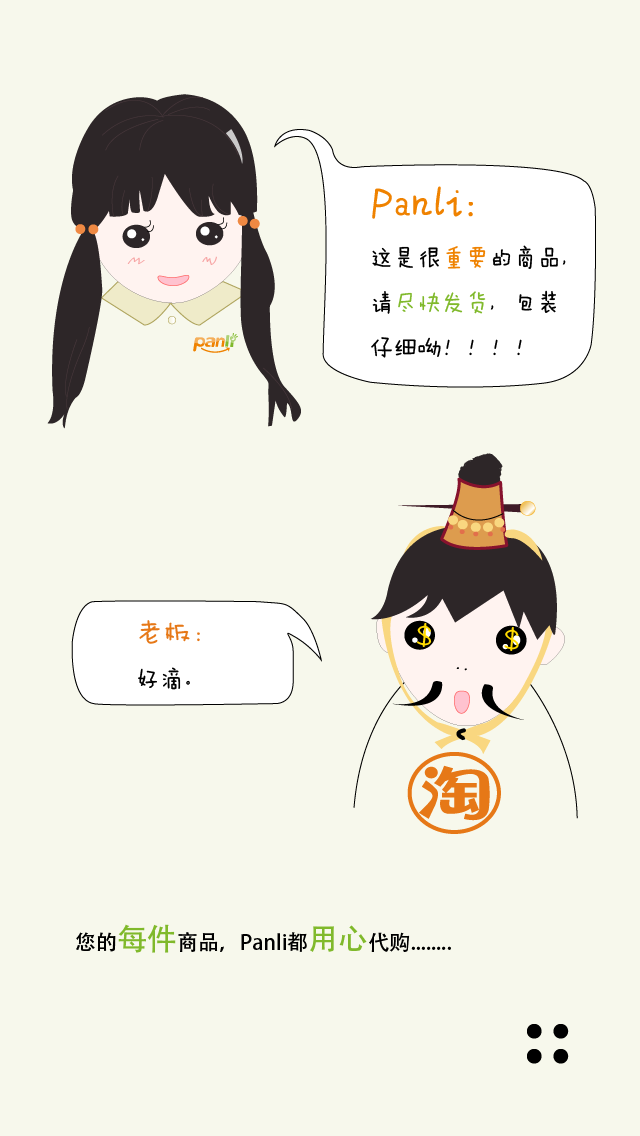 Panli:
这是很重要的商品,
请尽快发货, 包装
仔细呦!!!!
panli
老板:
好滴。
淘
您的每件商品, Panli都用心代购........